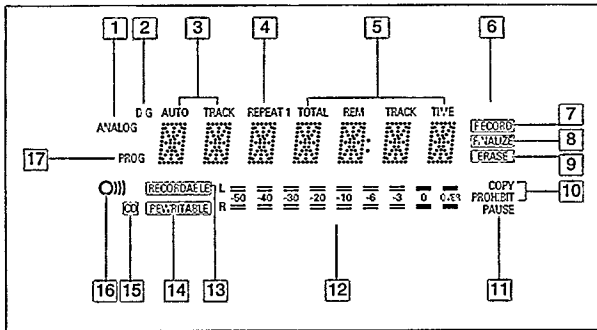 1 2 3 4 5 6
DIG AUTO TRACK REPEAT 1 TOTAL REM TRACK TIME
ANALOG
RECORD 7
FINALIZE 8
17 PROG
ERASE 9
RECORDABLE L
COPY
-50 -40 -30 -20 -10 -6 -3 0 OVER
PROHIBIT 10
CD REWRITABLE R
PAUSE
16 15 14 13 12 11